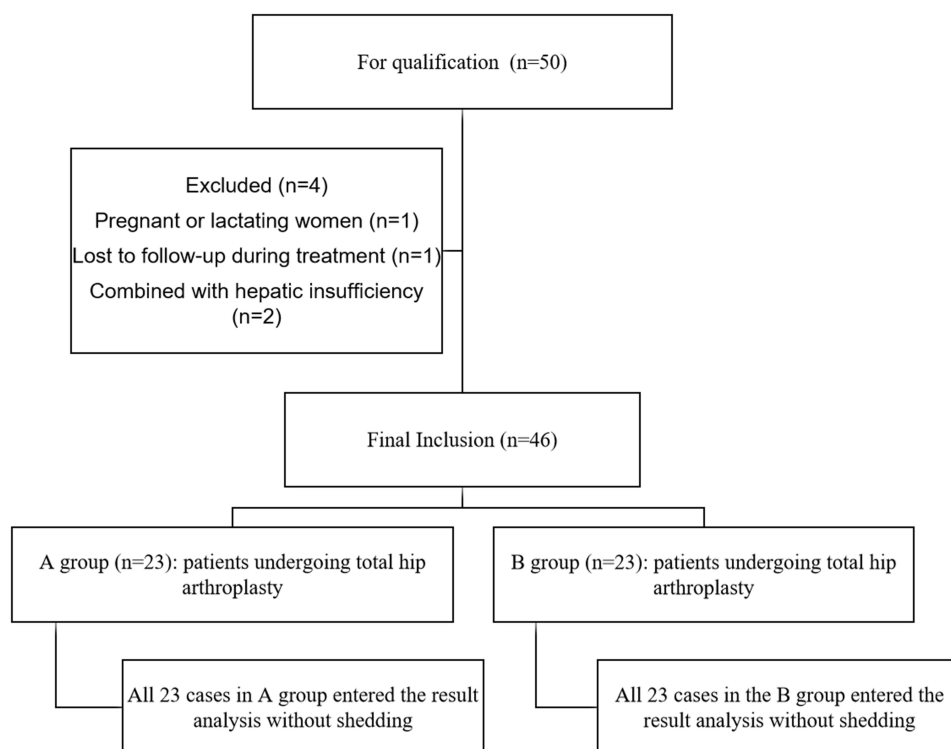 For qualification (n=50)
Excluded (n=4)
Pregnant or lactating women (n=1)
Lost to follow-up during treatment (n=1)
Combined with hepatic insufficiency
(n=2)
Final Inclusion (n=46)
A group (n=23): patients undergoing total hip
arthroplasty
B group (n=23): patients undergoing total hip
arthroplasty
All 23 cases in A group entered the result
analysis without shedding
All 23 cases in the B group entered the
result analysis without shedding